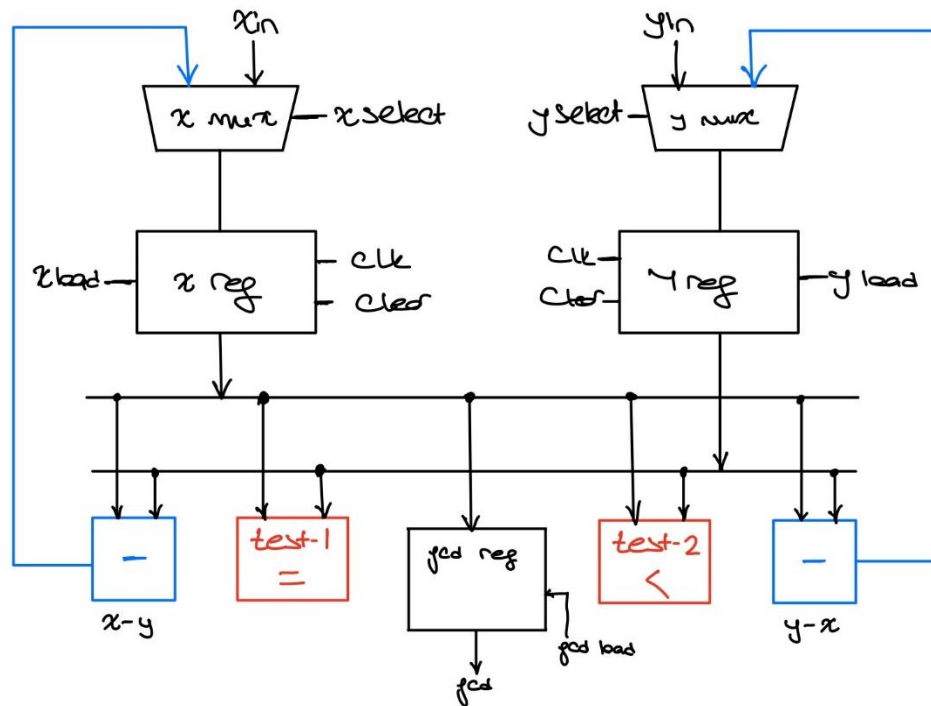 xin
yin
x mux
x select
y select
y mux
x load
x reg
clk
clear
clk
clear
Y reg
y load
-
test-1
=
gcd reg
test-2
<
-
x-y
gcd load
y-x
gcd